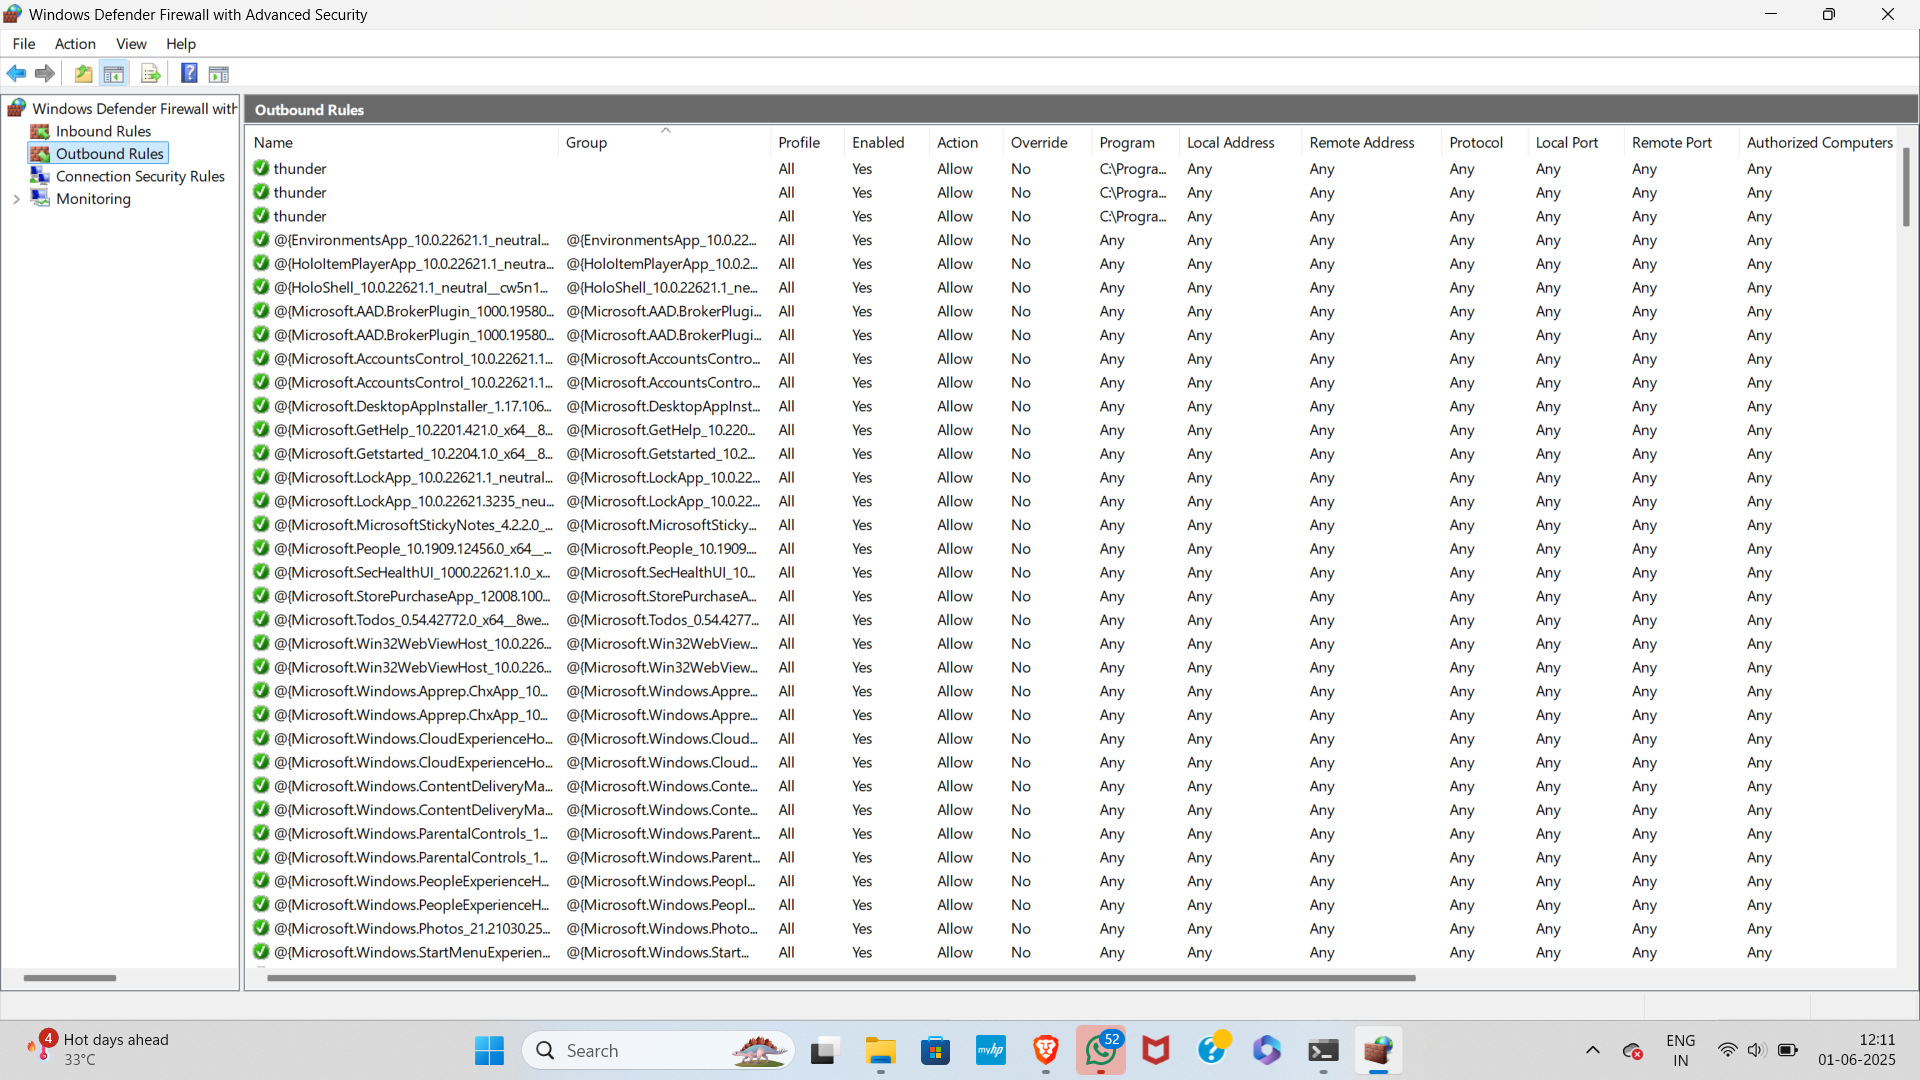 Windows Defender Firewall with Advanced Security
File Action View Help
Windows Defender Firewall with
Inbound Rules
Outbound Rules
Connection Security Rules
Monitoring
Outbound Rules
Name Group Profile Enabled Action Override Program Local Address Remote Address Protocol Local Port Remote Port Authorized Computers
thunder All Yes Allow No C:\Progra... Any Any Any Any Any Any
thunder All Yes Allow No C:\Progra... Any Any Any Any Any Any
thunder All Yes Allow No C:\Progra... Any Any Any Any Any Any
@{EnvironmentsApp_10.0.22621.1_neutral... @{EnvironmentsApp_10.0.22... All Yes Allow No Any Any Any Any Any Any Any
@{HoloItemPlayerApp_10.0.22621.1_neutra... @{HoloItemPlayerApp_10.0.2... All Yes Allow No Any Any Any Any Any Any Any
@{HoloShell_10.0.22621.1_neutral__cw5n1... @{HoloShell_10.0.22621.1_ne... All Yes Allow No Any Any Any Any Any Any Any
@{Microsoft.AAD.BrokerPlugin_1000.19580... @{Microsoft.AAD.BrokerPlugi... All Yes Allow No Any Any Any Any Any Any Any
@{Microsoft.AAD.BrokerPlugin_1000.19580... @{Microsoft.AAD.BrokerPlugi... All Yes Allow No Any Any Any Any Any Any Any
@{Microsoft.AccountsControl_10.0.22621.1... @{Microsoft.AccountsContro... All Yes Allow No Any Any Any Any Any Any Any
@{Microsoft.AccountsControl_10.0.22621.1... @{Microsoft.AccountsContro... All Yes Allow No Any Any Any Any Any Any Any
@{Microsoft.DesktopAppInstaller_1.17.106... @{Microsoft.DesktopAppInst... All Yes Allow No Any Any Any Any Any Any Any
@{Microsoft.GetHelp_10.2201.421.0_x64__8... @{Microsoft.GetHelp_10.220... All Yes Allow No Any Any Any Any Any Any Any
@{Microsoft.Getstarted_10.2204.1.0_x64__8... @{Microsoft.Getstarted_10.2... All Yes Allow No Any Any Any Any Any Any Any
@{Microsoft.LockApp_10.0.22621.1_neutral... @{Microsoft.LockApp_10.0.22... All Yes Allow No Any Any Any Any Any Any Any
@{Microsoft.LockApp_10.0.22621.3235_neu... @{Microsoft.LockApp_10.0.22... All Yes Allow No Any Any Any Any Any Any Any
@{Microsoft.MicrosoftStickyNotes_4.2.2.0_... @{Microsoft.MicrosoftSticky... All Yes Allow No Any Any Any Any Any Any Any
@{Microsoft.People_10.1909.12456.0_x64__... @{Microsoft.People_10.1909.... All Yes Allow No Any Any Any Any Any Any Any
@{Microsoft.SecHealthUI_1000.22621.1.0_x... @{Microsoft.SecHealthUI_10... All Yes Allow No Any Any Any Any Any Any Any
@{Microsoft.StorePurchaseApp_12008.100... @{Microsoft.StorePurchaseA... All Yes Allow No Any Any Any Any Any Any Any
@{Microsoft.Todos_0.54.42772.0_x64__8we... @{Microsoft.Todos_0.54.4277... All Yes Allow No Any Any Any Any Any Any Any
@{Microsoft.Win32WebViewHost_10.0.226... @{Microsoft.Win32WebView... All Yes Allow No Any Any Any Any Any Any Any
@{Microsoft.Win32WebViewHost_10.0.226... @{Microsoft.Win32WebView... All Yes Allow No Any Any Any Any Any Any Any
@{Microsoft.Windows.Apprep.ChxApp_10... @{Microsoft.Windows.Appre... All Yes Allow No Any Any Any Any Any Any Any
@{Microsoft.Windows.Apprep.ChxApp_10... @{Microsoft.Windows.Appre... All Yes Allow No Any Any Any Any Any Any Any
@{Microsoft.Windows.CloudExperienceHo... @{Microsoft.Windows.Cloud... All Yes Allow No Any Any Any Any Any Any Any
@{Microsoft.Windows.CloudExperienceHo... @{Microsoft.Windows.Cloud... All Yes Allow No Any Any Any Any Any Any Any
@{Microsoft.Windows.ContentDeliveryMa... @{Microsoft.Windows.Conte... All Yes Allow No Any Any Any Any Any Any Any
@{Microsoft.Windows.ContentDeliveryMa... @{Microsoft.Windows.Conte... All Yes Allow No Any Any Any Any Any Any Any
@{Microsoft.Windows.ParentalControls_1... @{Microsoft.Windows.Parent... All Yes Allow No Any Any Any Any Any Any Any
@{Microsoft.Windows.ParentalControls_1... @{Microsoft.Windows.Parent... All Yes Allow No Any Any Any Any Any Any Any
@{Microsoft.Windows.PeopleExperienceH... @{Microsoft.Windows.Peopl... All Yes Allow No Any Any Any Any Any Any Any
@{Microsoft.Windows.PeopleExperienceH... @{Microsoft.Windows.Peopl... All Yes Allow No Any Any Any Any Any Any Any
@{Microsoft.Windows.Photos_21.21030.25... @{Microsoft.Windows.Photo... All Yes Allow No Any Any Any Any Any Any Any
@{Microsoft.Windows.StartMenuExperien... @{Microsoft.Windows.Start... All Yes Allow No Any Any Any Any Any Any Any
4
Hot days ahead
33°C
Search
myhp
52
ENG
IN
12:11
01-06-2025